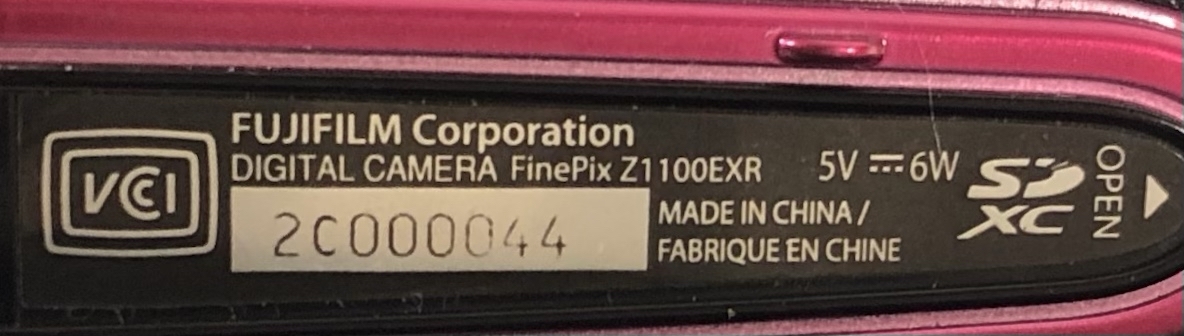 VCCI
FUJIFILM Corporation
DIGITAL CAMERA FinePix Z1100EXR
5V ⎓ 6W
2C000044
MADE IN CHINA /
FABRIQUE EN CHINE
SD
XC
OPEN